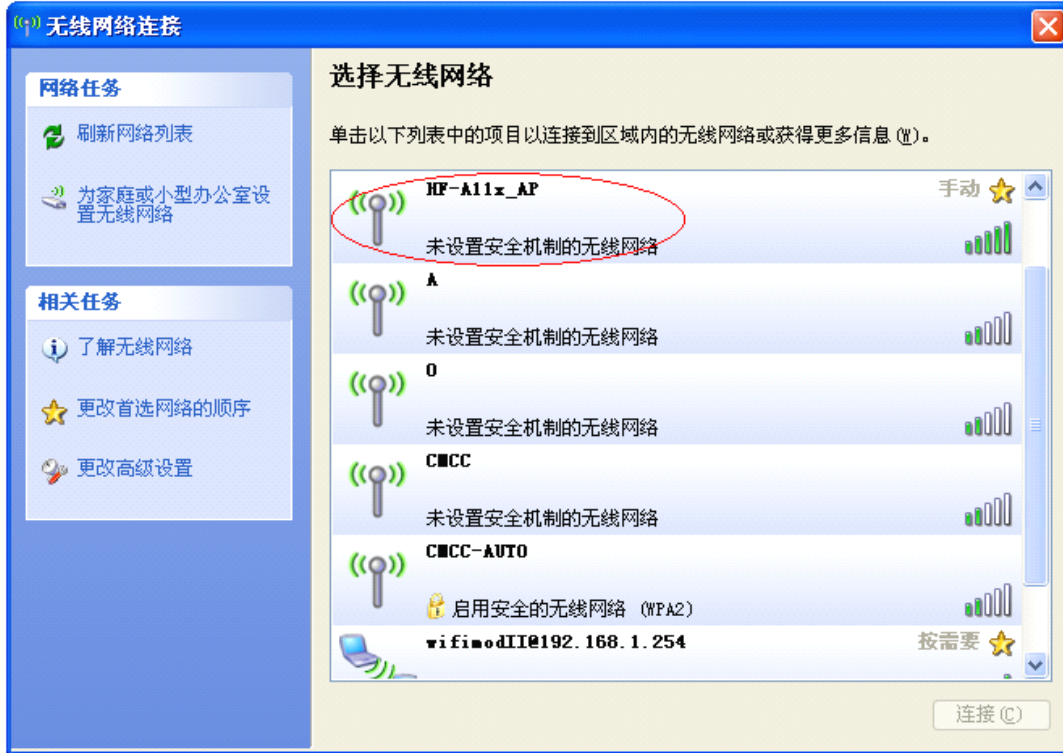 无线网络连接
网络任务
刷新网络列表
为家庭或小型办公室设
置无线网络
相关任务
了解无线网络
更改首选网络的顺序
更改高级设置
选择无线网络
单击以下列表中的项目以连接到区域内的无线网络或获得更多信息(W)。
HF-A11x_AP
手动
未设置安全机制的无线网络
A
未设置安全机制的无线网络
O
未设置安全机制的无线网络
CMCC
未设置安全机制的无线网络
CMCC-AUTO
启用安全的无线网络 (WPA2)
wifimodII@192.168.1.254
按需要
连接(C)